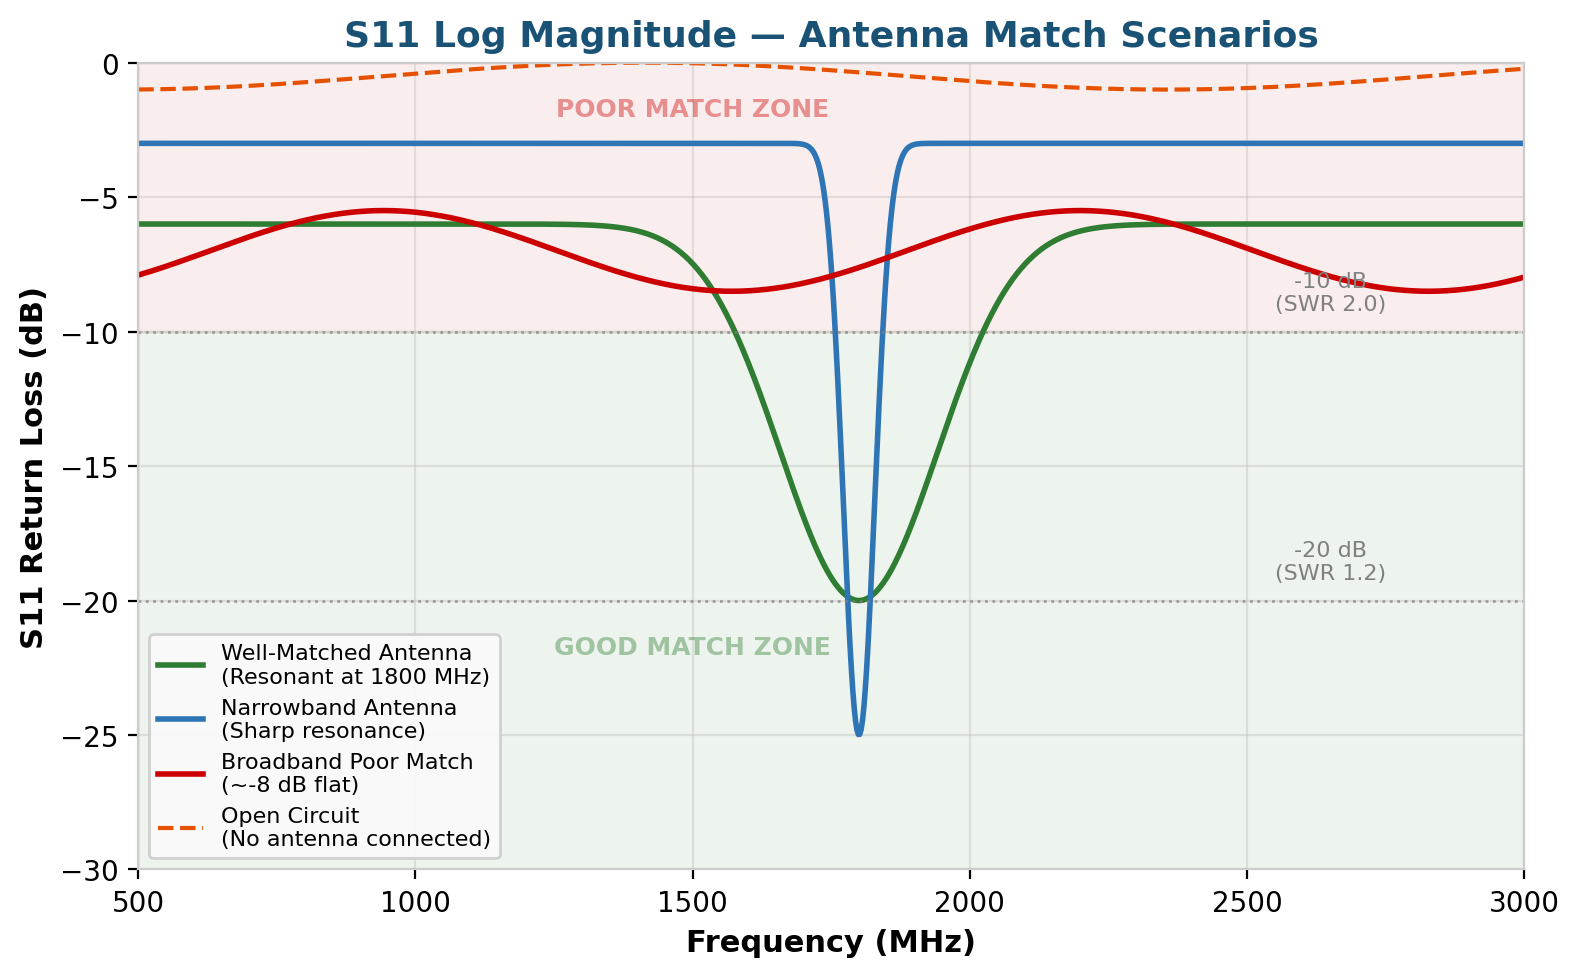 S11 Log Magnitude — Antenna Match Scenarios
0
−5
−10
−15
−20
−25
−30
S11 Return Loss (dB)
POOR MATCH ZONE
-10 dB
(SWR 2.0)
-20 dB
(SWR 1.2)
GOOD MATCH ZONE
Well-Matched Antenna
(Resonant at 1800 MHz)
Narrowband Antenna
(Sharp resonance)
Broadband Poor Match
(~-8 dB flat)
Open Circuit
(No antenna connected)
500
1000
1500
2000
2500
3000
Frequency (MHz)